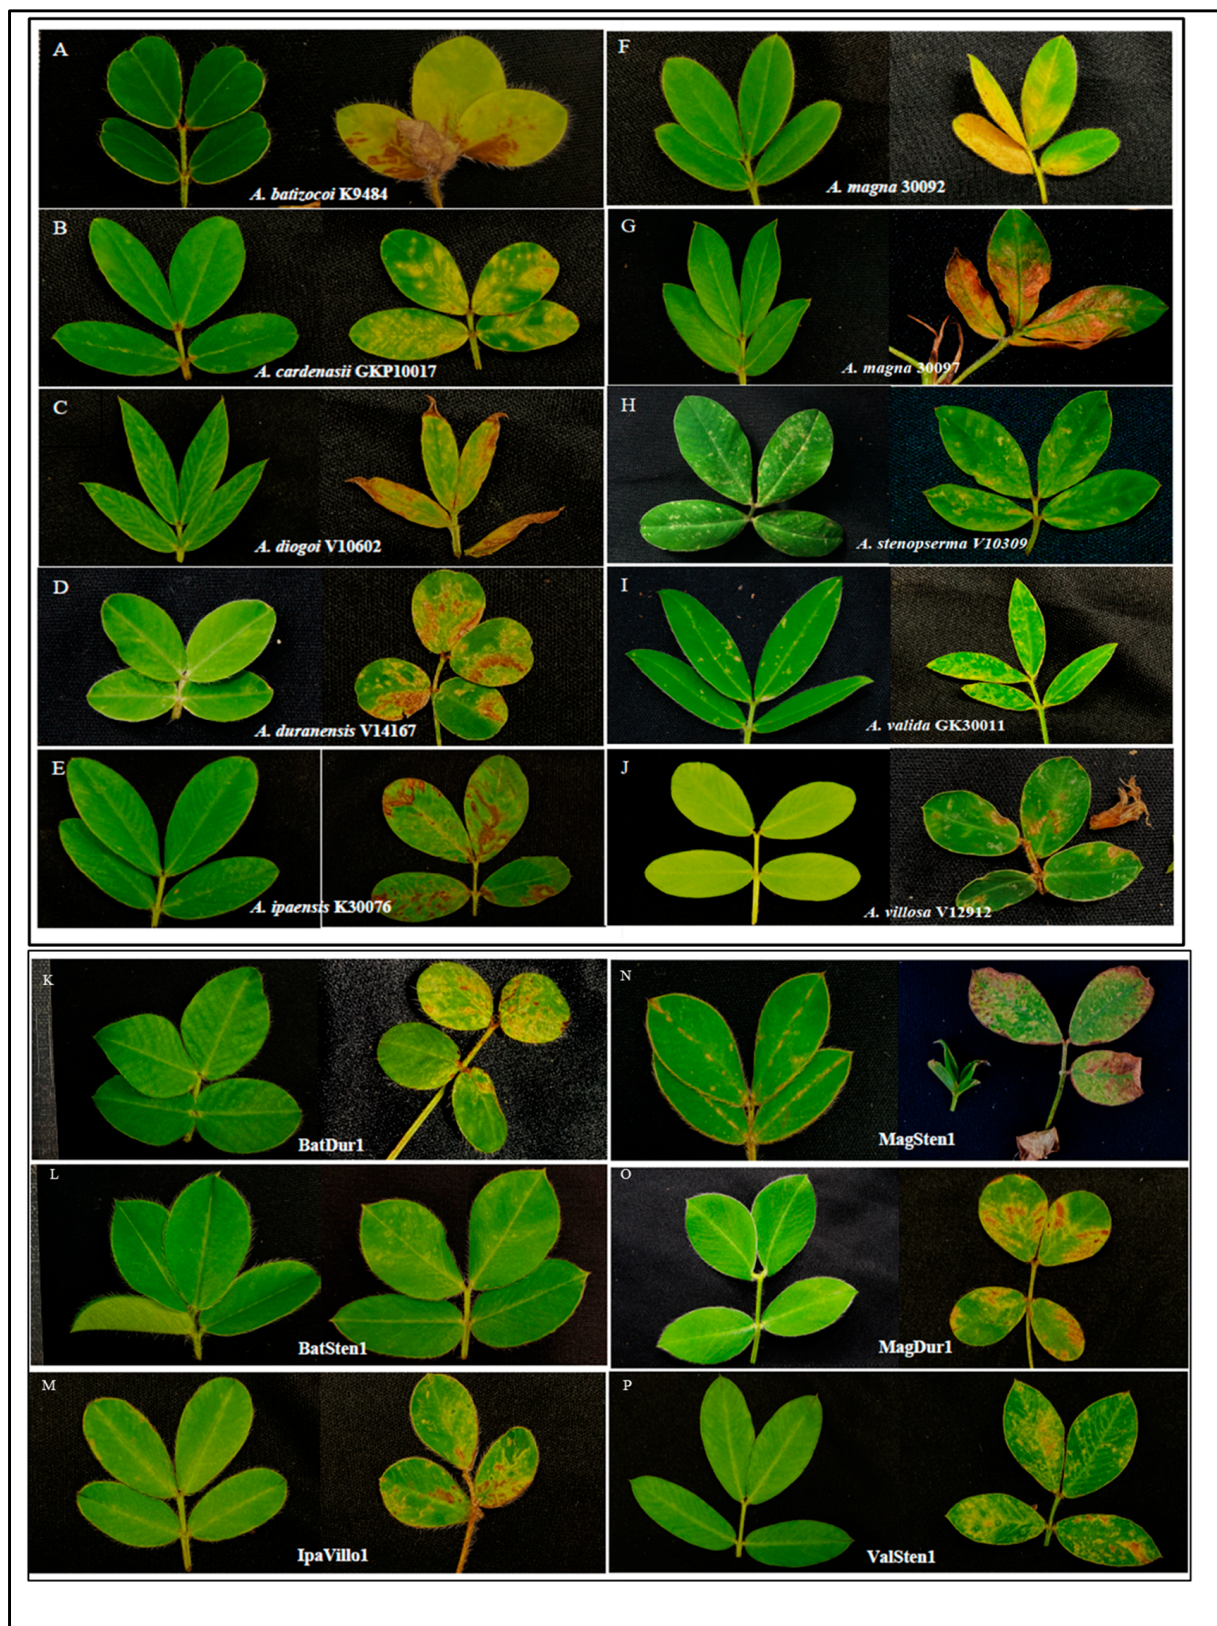 A
A. batizocoi K9484
B
A. cardenasii GKP10017
C
A. diogoi V10602
D
A. duranensis V14167
E
A. ipaensis K30076
F
A. magna 30092
G
A. magna 30097
H
A. stenopserma V10309
I
A. valida GK30011
J
A. villosa V12912
K
BatDur1
L
BatSten1
M
IpaVillo1
N
MagSten1
O
MagDur1
P
ValSten1